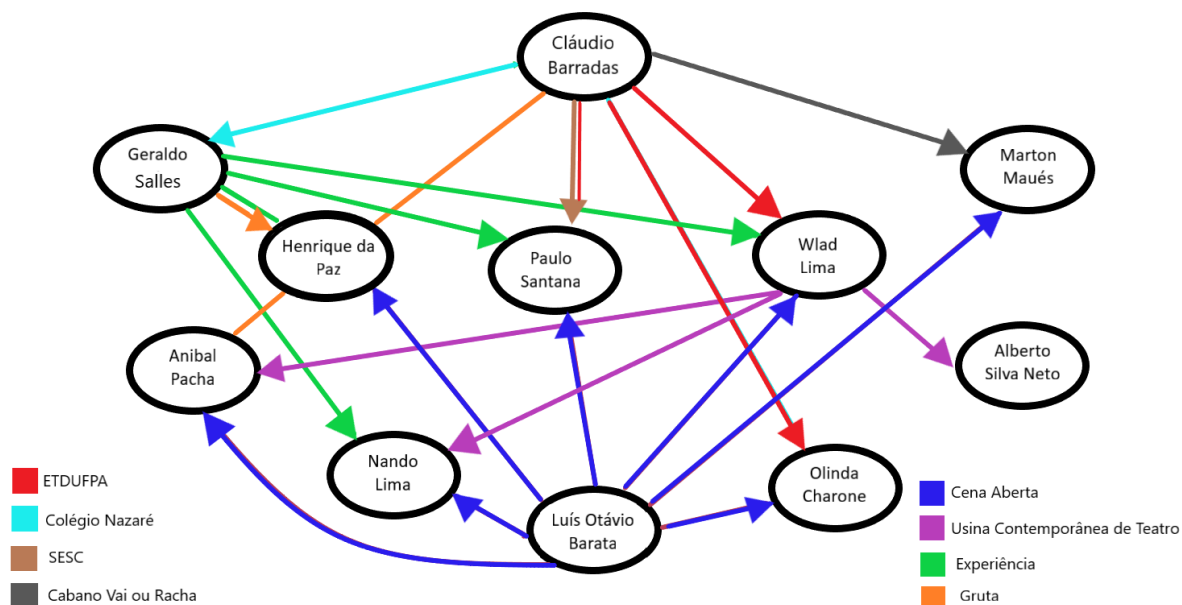 Cláudio
Barradas
Geraldo
Salles
Marton
Maués
Henrique da
Paz
Paulo
Santana
Wlad
Lima
Anibal
Pacha
Alberto
Silva Neto
Nando
Lima
Olinda
Charone
Luís Otávio
Barata
ETDUFPA
Colégio Nazaré
SESC
Cabano Vai ou Racha
Cena Aberta
Usina Contemporânea de Teatro
Experiência
Gruta